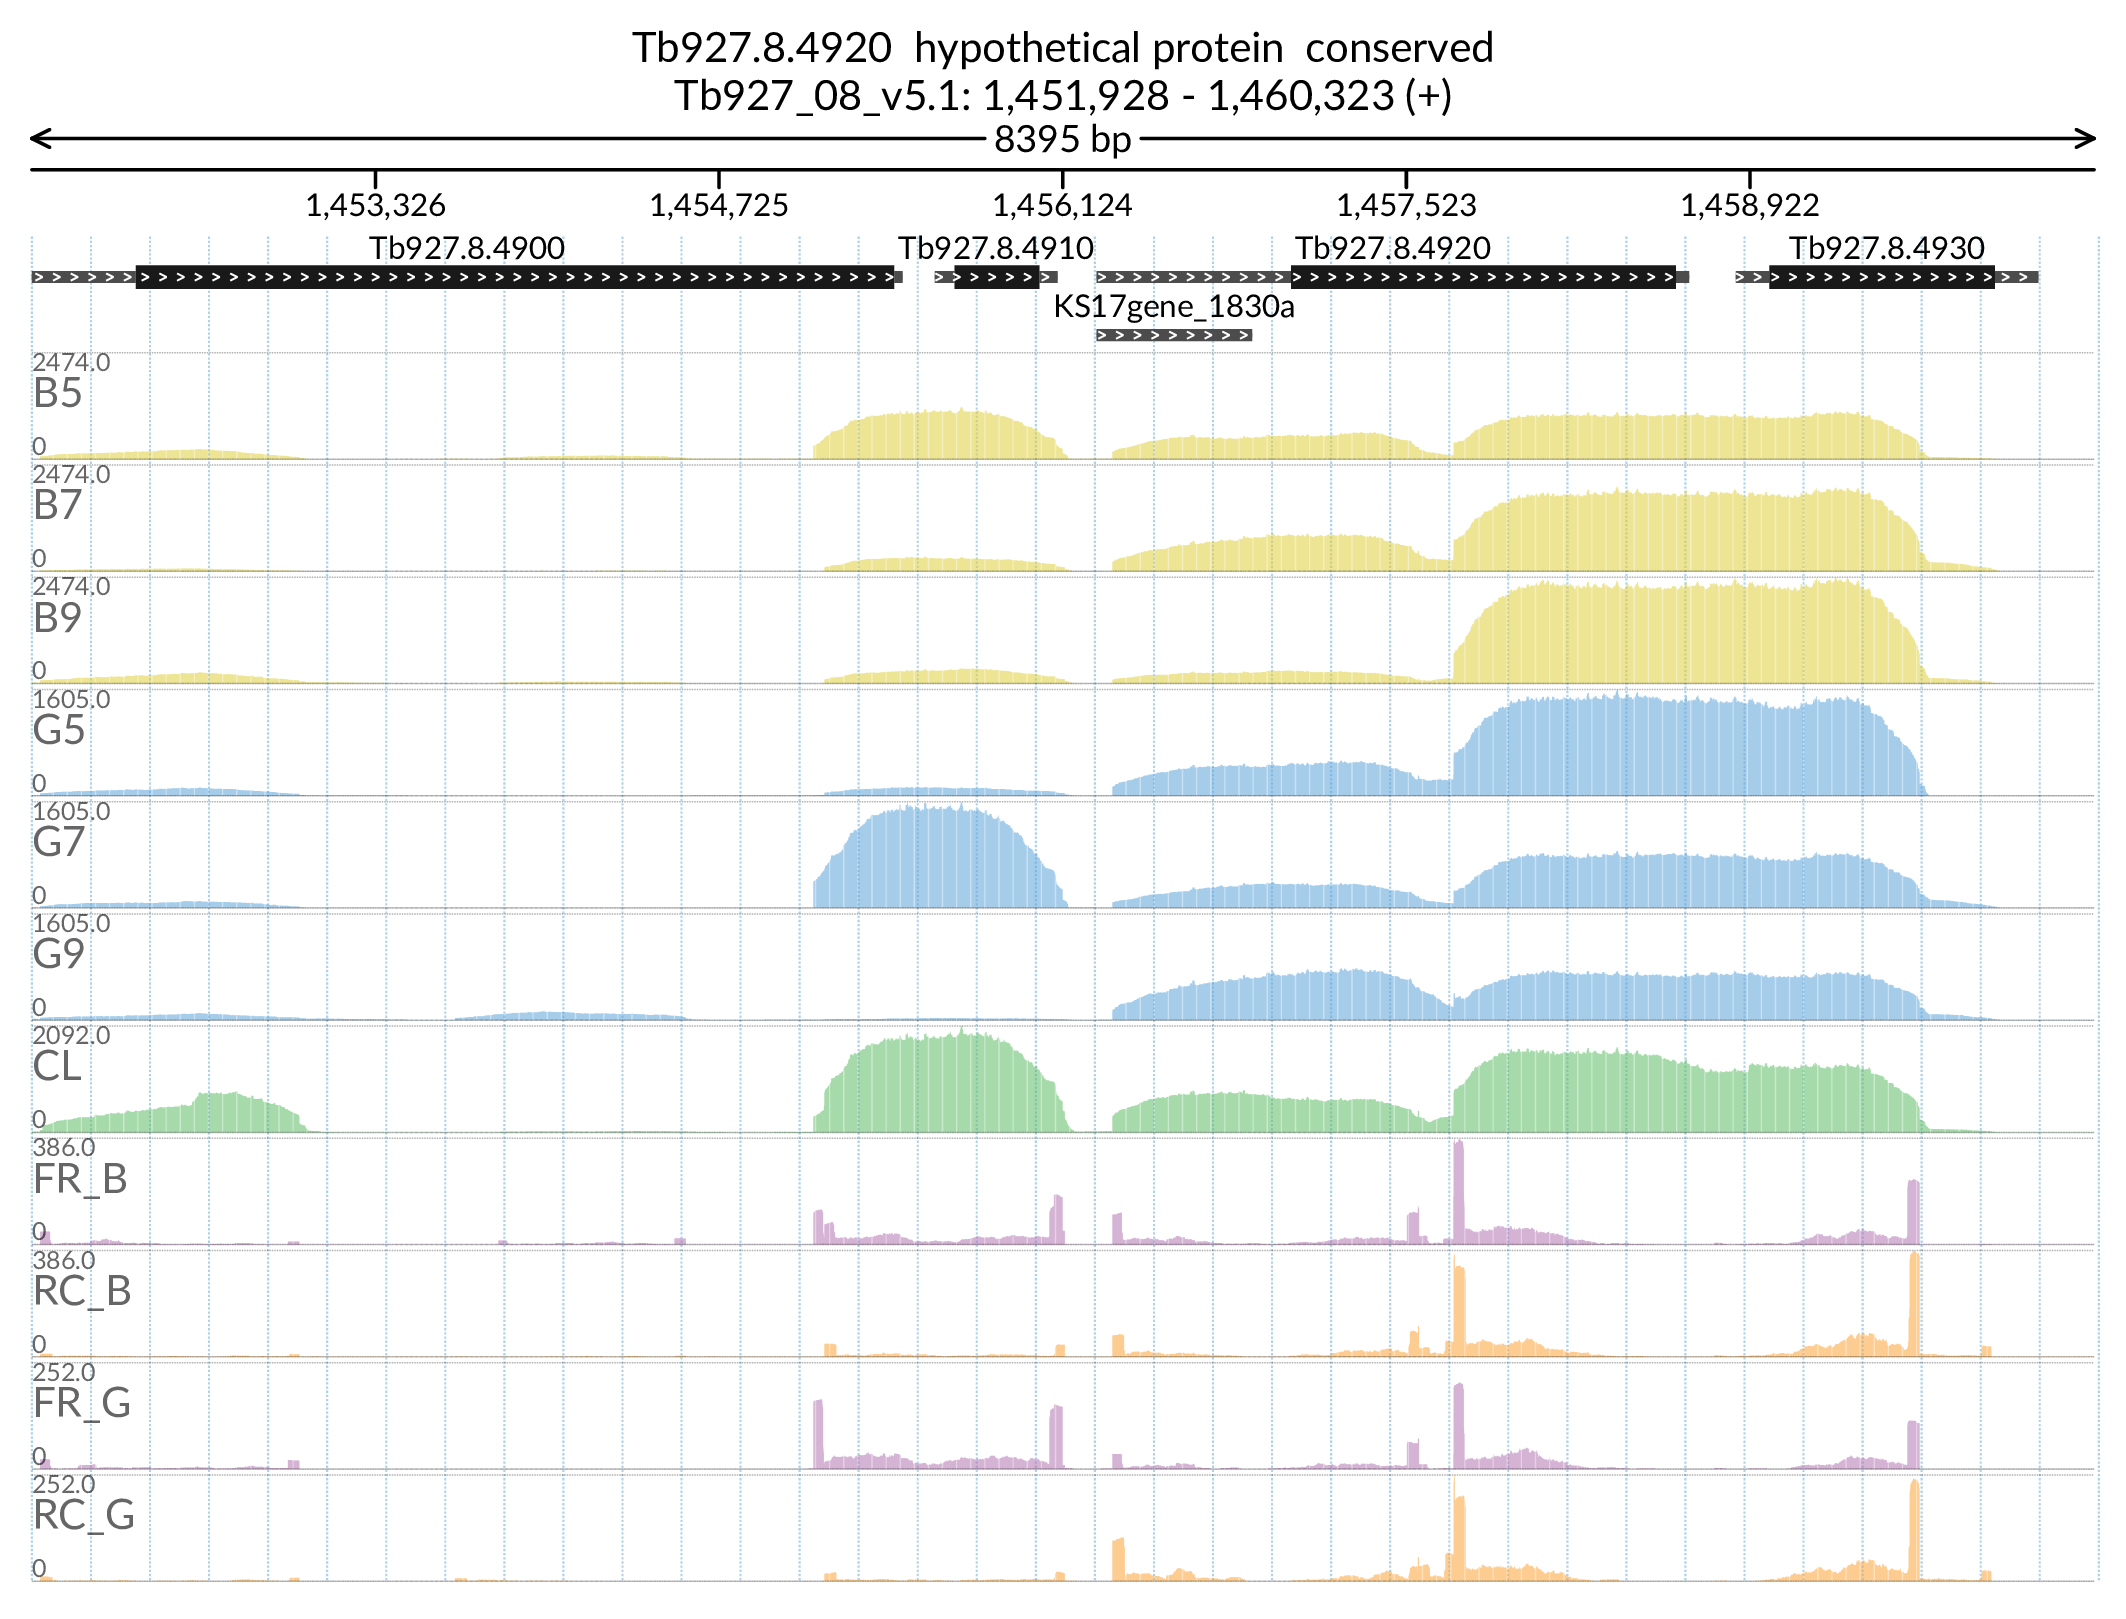 Tb927.8.4920  hypothetical protein  conserved
Tb927_08_v5.1: 1,451,928 - 1,460,323 (+)
8395 bp
1,453,326 1,454,725 1,456,124 1,457,523 1,458,922
Tb927.8.4900 Tb927.8.4910 Tb927.8.4920 Tb927.8.4930
KS17gene_1830a
2474.0
B5
0
2474.0
B7
0
2474.0
B9
0
1605.0
G5
0
1605.0
G7
0
1605.0
G9
0
2092.0
CL
0
386.0
FR_B
0
386.0
RC_B
0
252.0
FR_G
0
252.0
RC_G
0